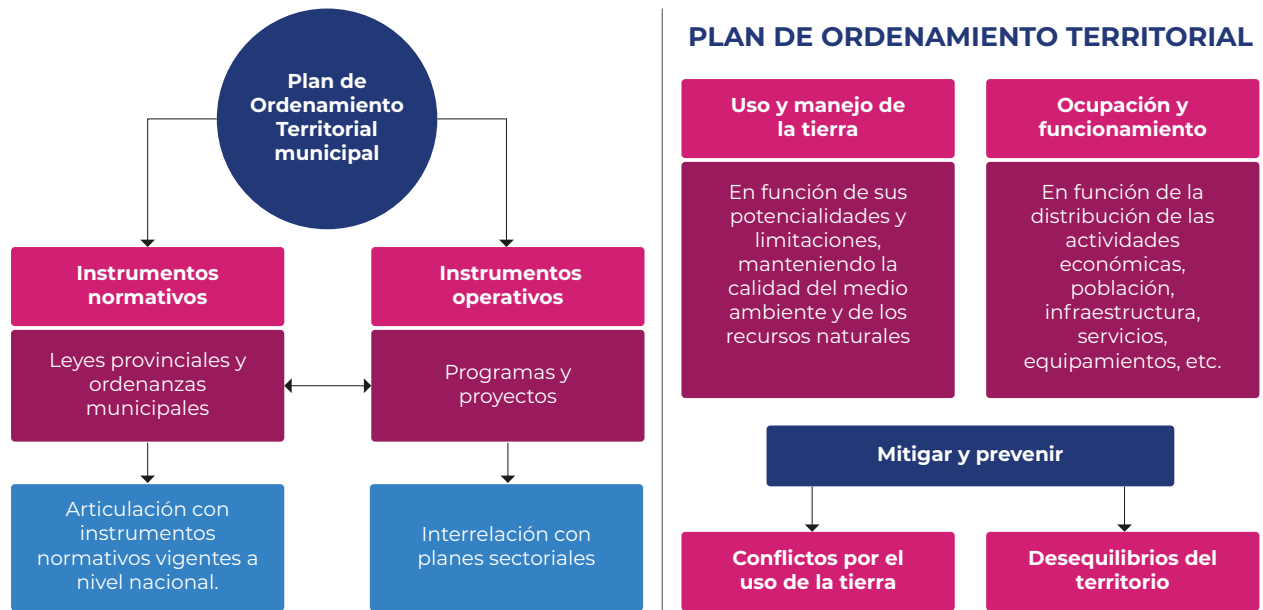 Plan de
Ordenamiento
Territorial
municipal
Instrumentos
normativos
Leyes provinciales y
ordenanzas
municipales
Articulación con
instrumentos
normativos vigentes a
nivel nacional.
Instrumentos
operativos
Programas y
proyectos
Interrelación con
planes sectoriales
PLAN DE ORDENAMIENTO TERRITORIAL
Uso y manejo de
la tierra
En función de sus
potencialidades y
limitaciones,
manteniendo la
calidad del medio
ambiente y de los
recursos naturales
Ocupación y
funcionamiento
En función de la
distribución de las
actividades
económicas,
población,
infraestructura,
servicios,
equipamientos, etc.
Mitigar y prevenir
Conflictos por el
uso de la tierra
Desequilibrios del
territorio